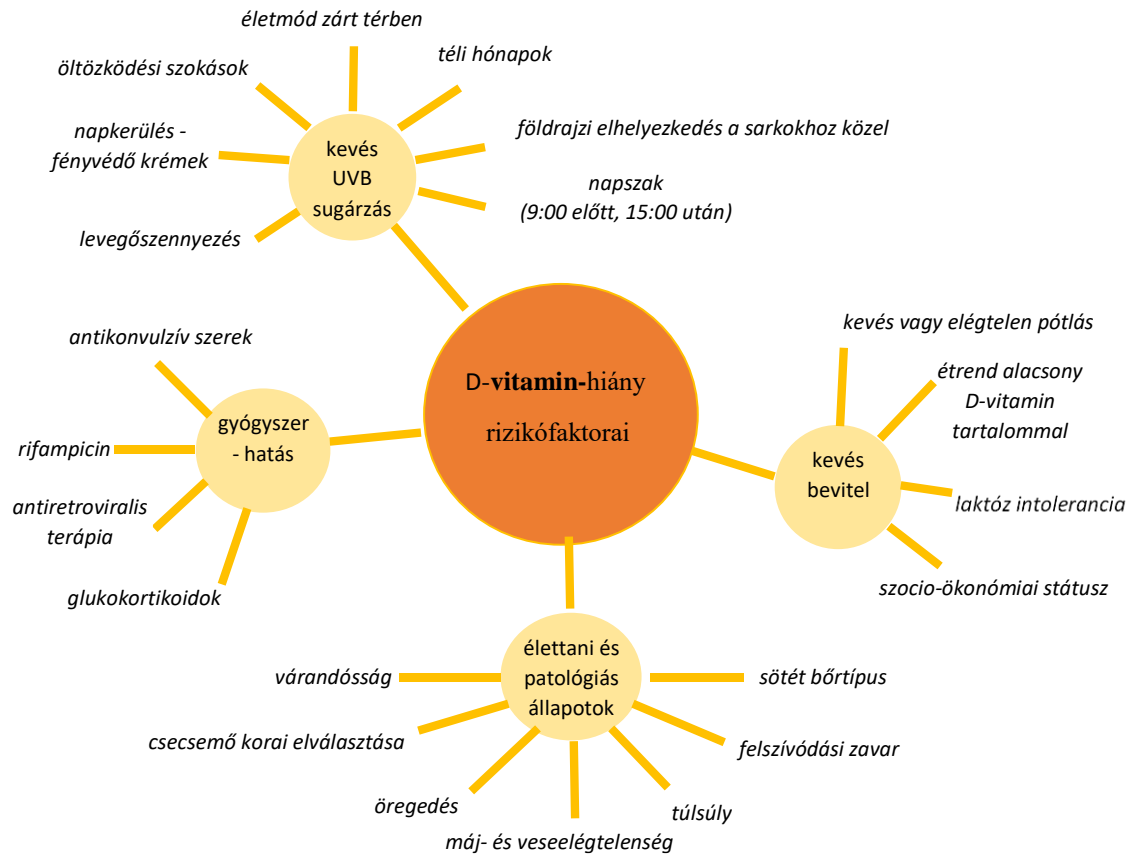 életmód zárt térben
téli hónapok
öltözködési szokások
földrajzi elhelyezkedés a sarkokhoz közel
napkerülés -
fényvédő krémek
kevés
UVB
sugárzás
napszak
(9:00 előtt, 15:00 után)
levegőszennyezés
antikonvulzív szerek
rifampicin
antiretroviralis
terápia
glukokortikoidok
gyógyszer
- hatás
D-vitamin-hiány
rizikófaktorai
kevés vagy elégtelen pótlás
étrend alacsony
D-vitamin
tartalommal
kevés
bevitel
laktóz intolerancia
szocio-ökonómiai státusz
élettani és
patológiás
állapotok
várandósság
sötét bőrtípus
csecsemő korai elválasztása
felszívódási zavar
öregedés
túlsúly
máj- és veseelégtelenség